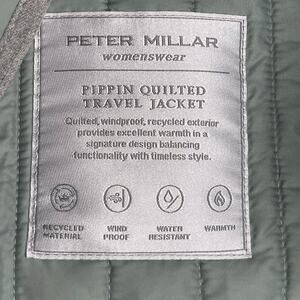 PETER MILLAR
womenswear
PIPPIN QUILTED
TRAVEL JACKET
Quilted, windproof, recycled exterior
provides excellent warmth in a
signature design balancing
functionality with timeless style.
RECYCLED MATERIAL
WIND PROOF
WATER RESISTANT
WARMTH